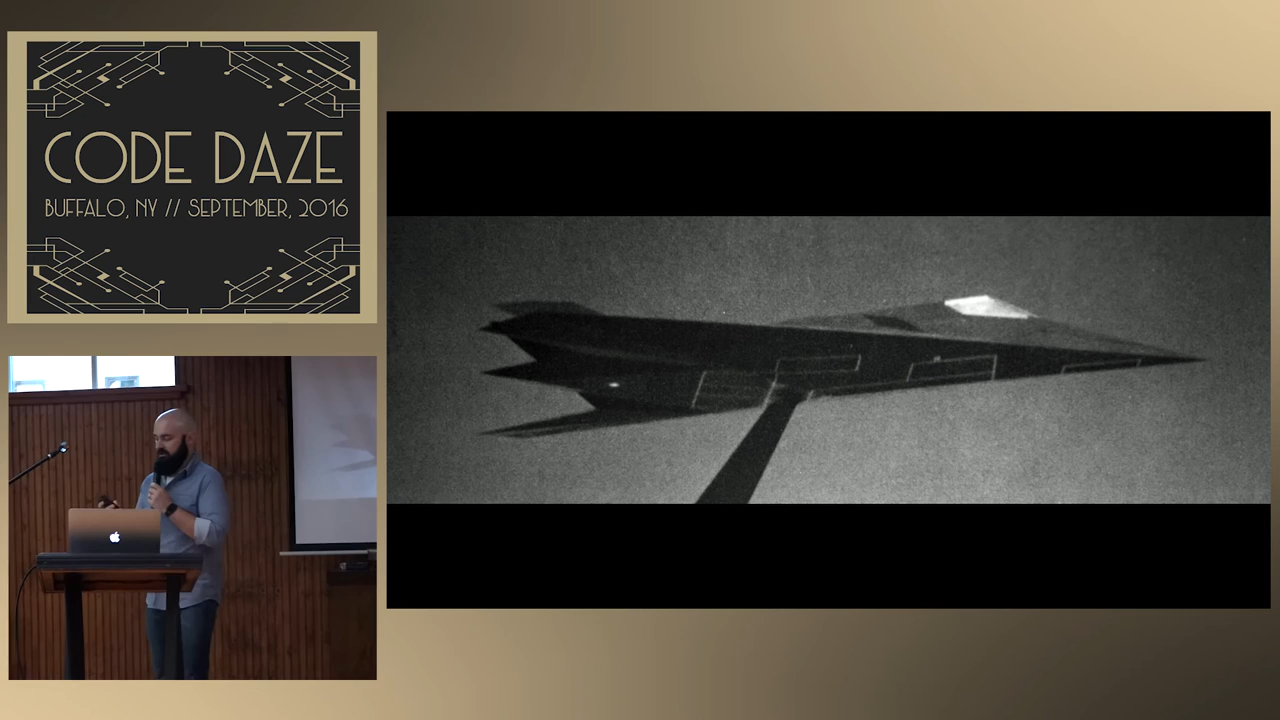 CODE DAZE
BUFFALO, NY // SEPTEMBER, 2016